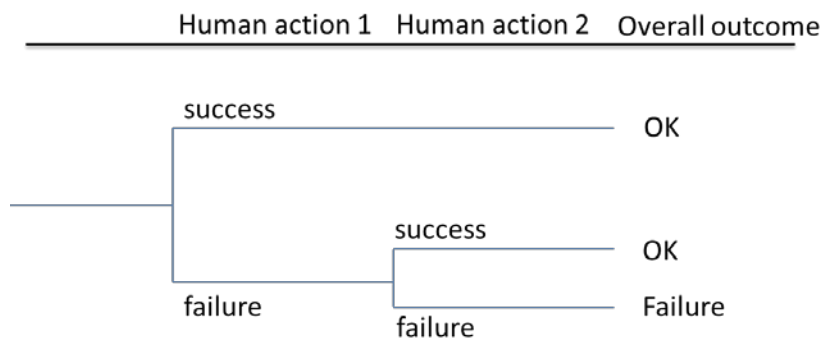 Human action 1 Human action 2 Overall outcome
success
OK
success
OK
failure
Failure
failure